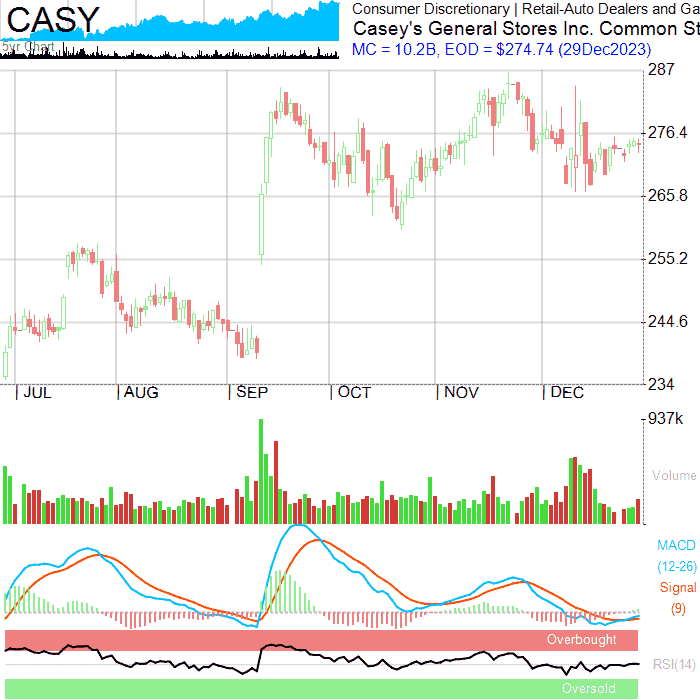 CASY
5yr Chart
Consumer Discretionary | Retail-Auto Dealers and Ga
Casey's General Stores Inc. Common St
MC = 10.2B, EOD = $274.74 (29Dec2023)
287
276.4
265.8
255.2
244.6
234
| JUL | AUG | SEP | OCT | NOV | DEC
937k
Volume
MACD
(12-26)
Signal
(9)
Overbought
RSI(14)
Oversold